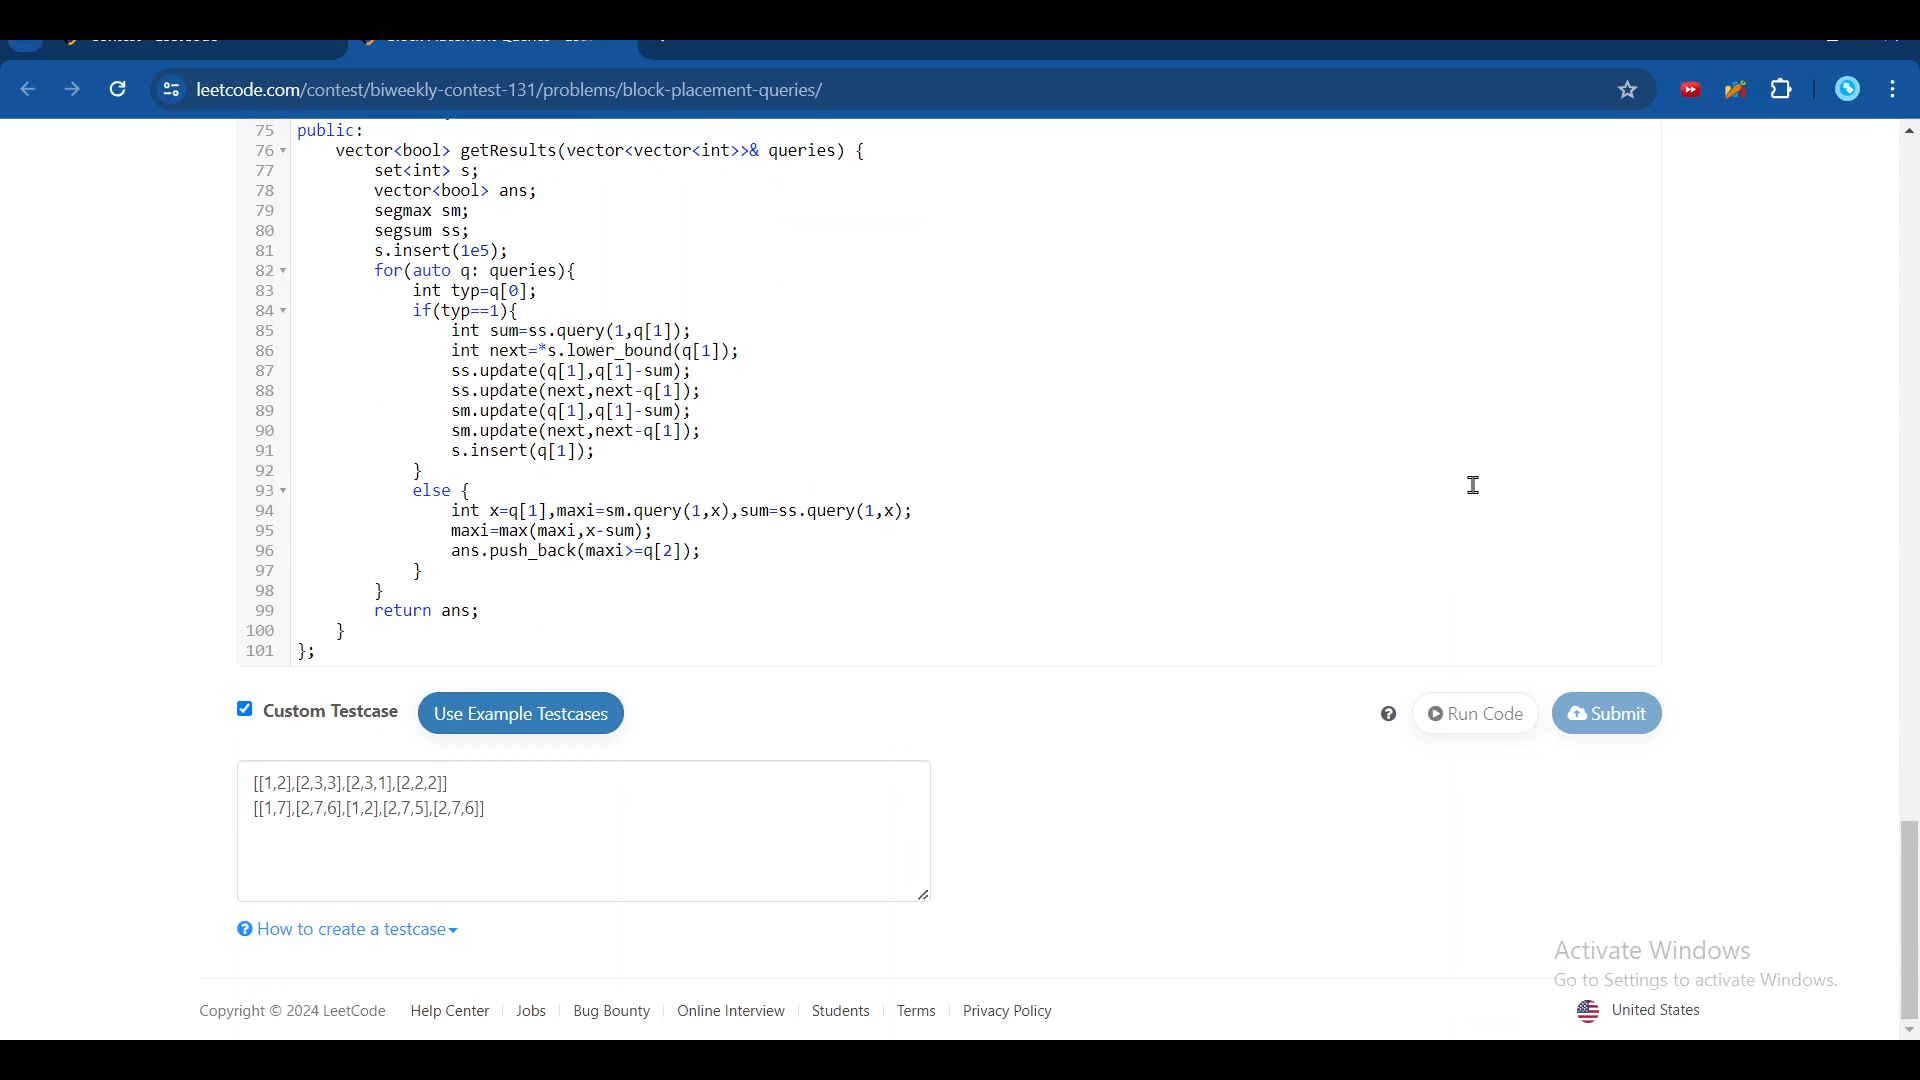 leetcode.com/contest/biweekly-contest-131/problems/block-placement-queries/
75 public:
76 vector<bool> getResults(vector<vector<int>>& queries) {
77 set<int> s;
78 vector<bool> ans;
79 segmax sm;
80 segsum ss;
81 s.insert(1e5);
82 for(auto q: queries){
83 int typ=q[0];
84 if(typ==1){
85 int sum=ss.query(1,q[1]);
86 int next=*s.lower_bound(q[1]);
87 ss.update(q[1],q[1]-sum);
88 ss.update(next,next-q[1]);
89 sm.update(q[1],q[1]-sum);
90 sm.update(next,next-q[1]);
91 s.insert(q[1]);
92 }
93 else {
94 int x=q[1],maxi=sm.query(1,x),sum=ss.query(1,x);
95 maxi=max(maxi,x-sum);
96 ans.push_back(maxi>=q[2]);
97 }
98 }
99 return ans;
100 }
101 };
Custom Testcase Use Example Testcases Run Code Submit
[[1,2],[2,3,3],[2,3,1],[2,2,2]]
[[1,7],[2,7,6],[1,2],[2,7,5],[2,7,6]]
How to create a testcase
Activate Windows
Go to Settings to activate Windows.
Copyright © 2024 LeetCode Help Center Jobs Bug Bounty Online Interview Students Terms Privacy Policy United States